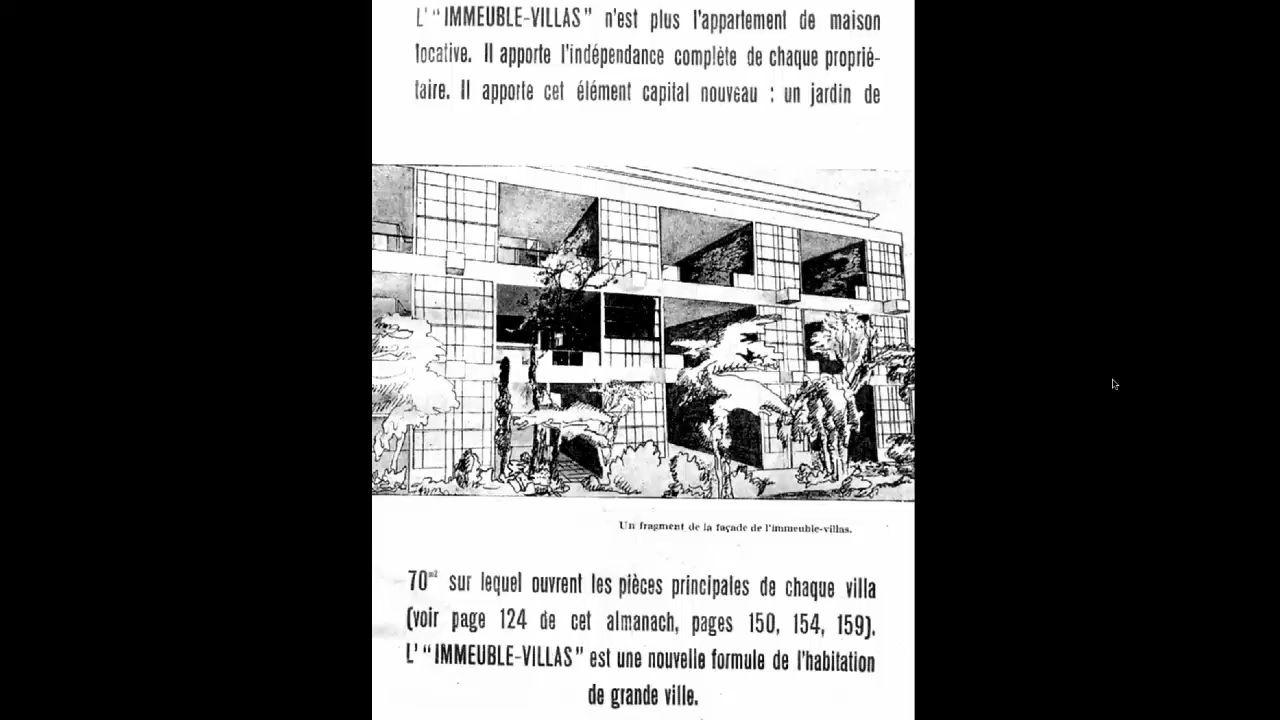 L' "IMMEUBLE-VILLAS" n'est plus l'appartement de maison
locative. Il apporte l'indépendance complète de chaque proprié-
taire. Il apporte cet élément capital nouveau : un jardin de
Un fragment de la façade de l'immeuble-villas.
70m2 sur lequel ouvrent les pièces principales de chaque villa
(voir page 124 de cet almanach, pages 150, 154, 159).
L' "IMMEUBLE-VILLAS" est une nouvelle formule de l'habitation
de grande ville.